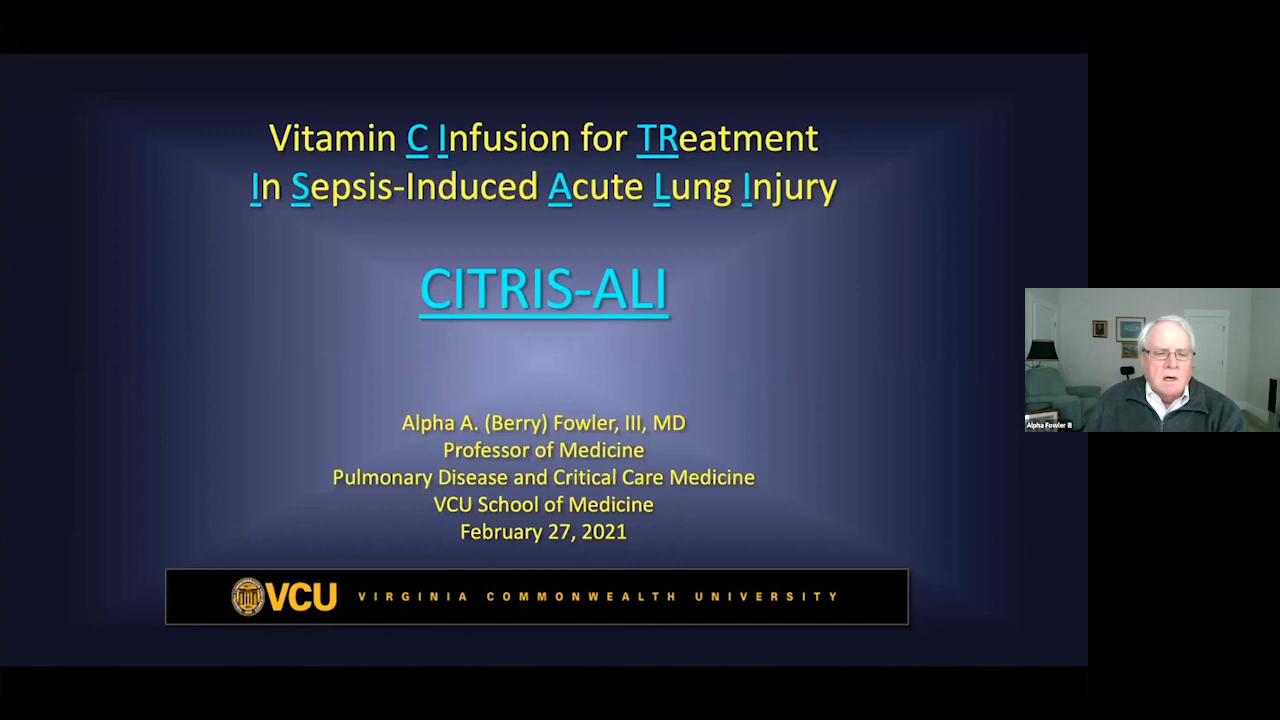 Vitamin C Infusion for TReatment
In Sepsis-Induced Acute Lung Injury
CITRIS-ALI
Alpha A. (Berry) Fowler, III, MD
Professor of Medicine
Pulmonary Disease and Critical Care Medicine
VCU School of Medicine
February 27, 2021
VCU VIRGINIA COMMONWEALTH UNIVERSITY
Alpha Fowler III